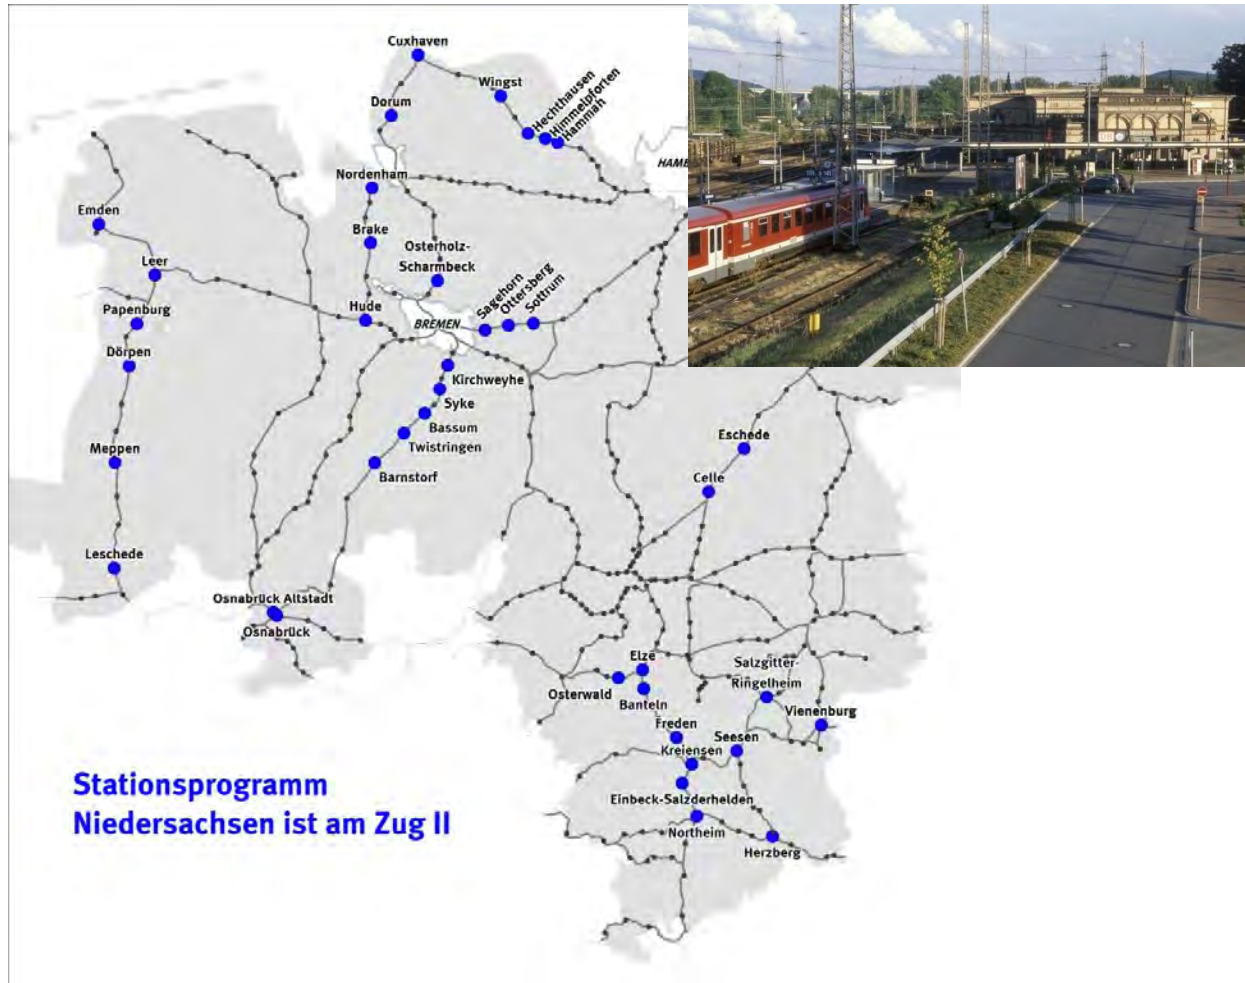 Cuxhaven
Wingst
Hechthausen
Himmelpforten
Hammah
Dorum
HAMB
Nordenham
Emden
Brake
Osterholz-
Scharmbeck
Leer
Sagehorn
Ottersberg
Sottrum
Papenburg
Hude
BREMEN
Dörpen
Kirchweyhe
Syke
Bassum
Twistringen
Barnstorf
Meppen
Eschede
Celle
Leschede
Osnabrück Altstadt
Osnabrück
Elze
Salzgitter-
Ringelheim
Osterwald
Banteln
Vienenburg
Freden
Seesen
Kreiensen
Einbeck-Salzderhelden
Northeim
Herzberg
Stationsprogramm
Niedersachsen ist am Zug II